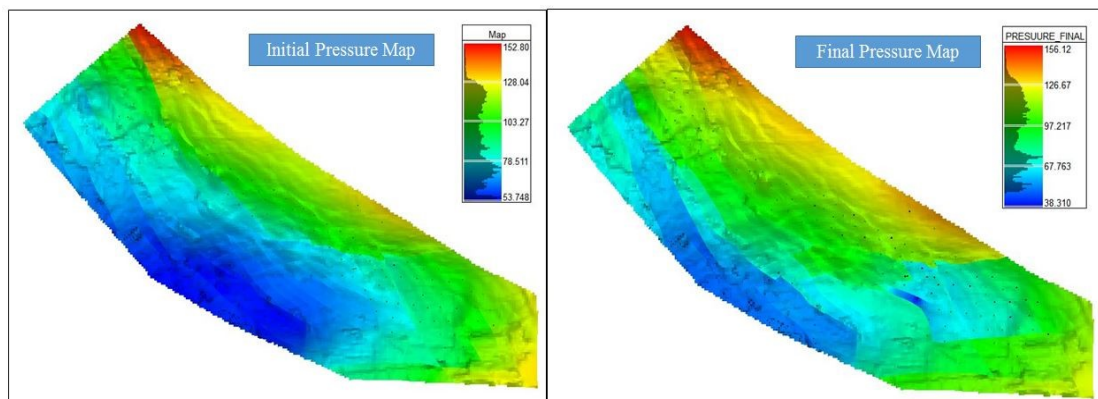 Initial Pressure Map
Map
152.80
128.04
103.27
78.511
53.748
Final Pressure Map
PRESUURE_FINAL
156.12
126.67
97.217
67.763
38.310